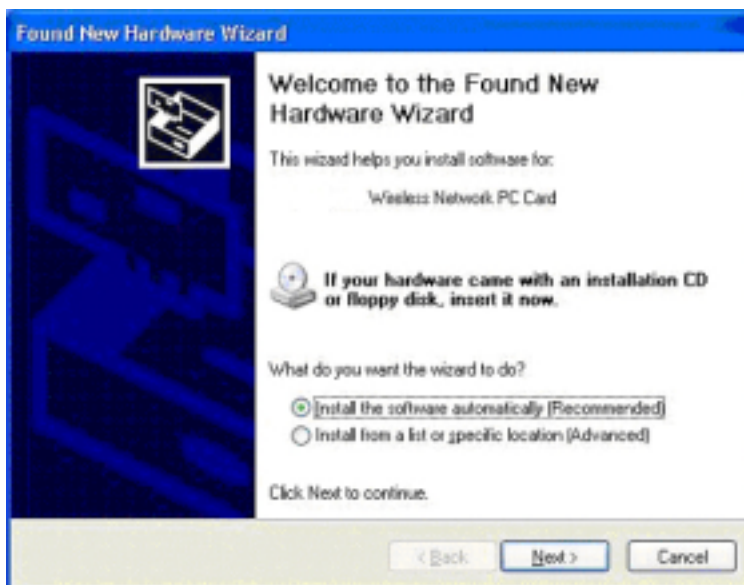 Found New Hardware Wizard
Welcome to the Found New
Hardware Wizard
This wizard helps you install software for:
Wireless Network PC Card
If your hardware came with an installation CD
or floppy disk, insert it now.
What do you want the wizard to do?
Install the software automatically (Recommended)
Install from a list or specific location (Advanced)
Click Next to continue.
< Back
Next >
Cancel